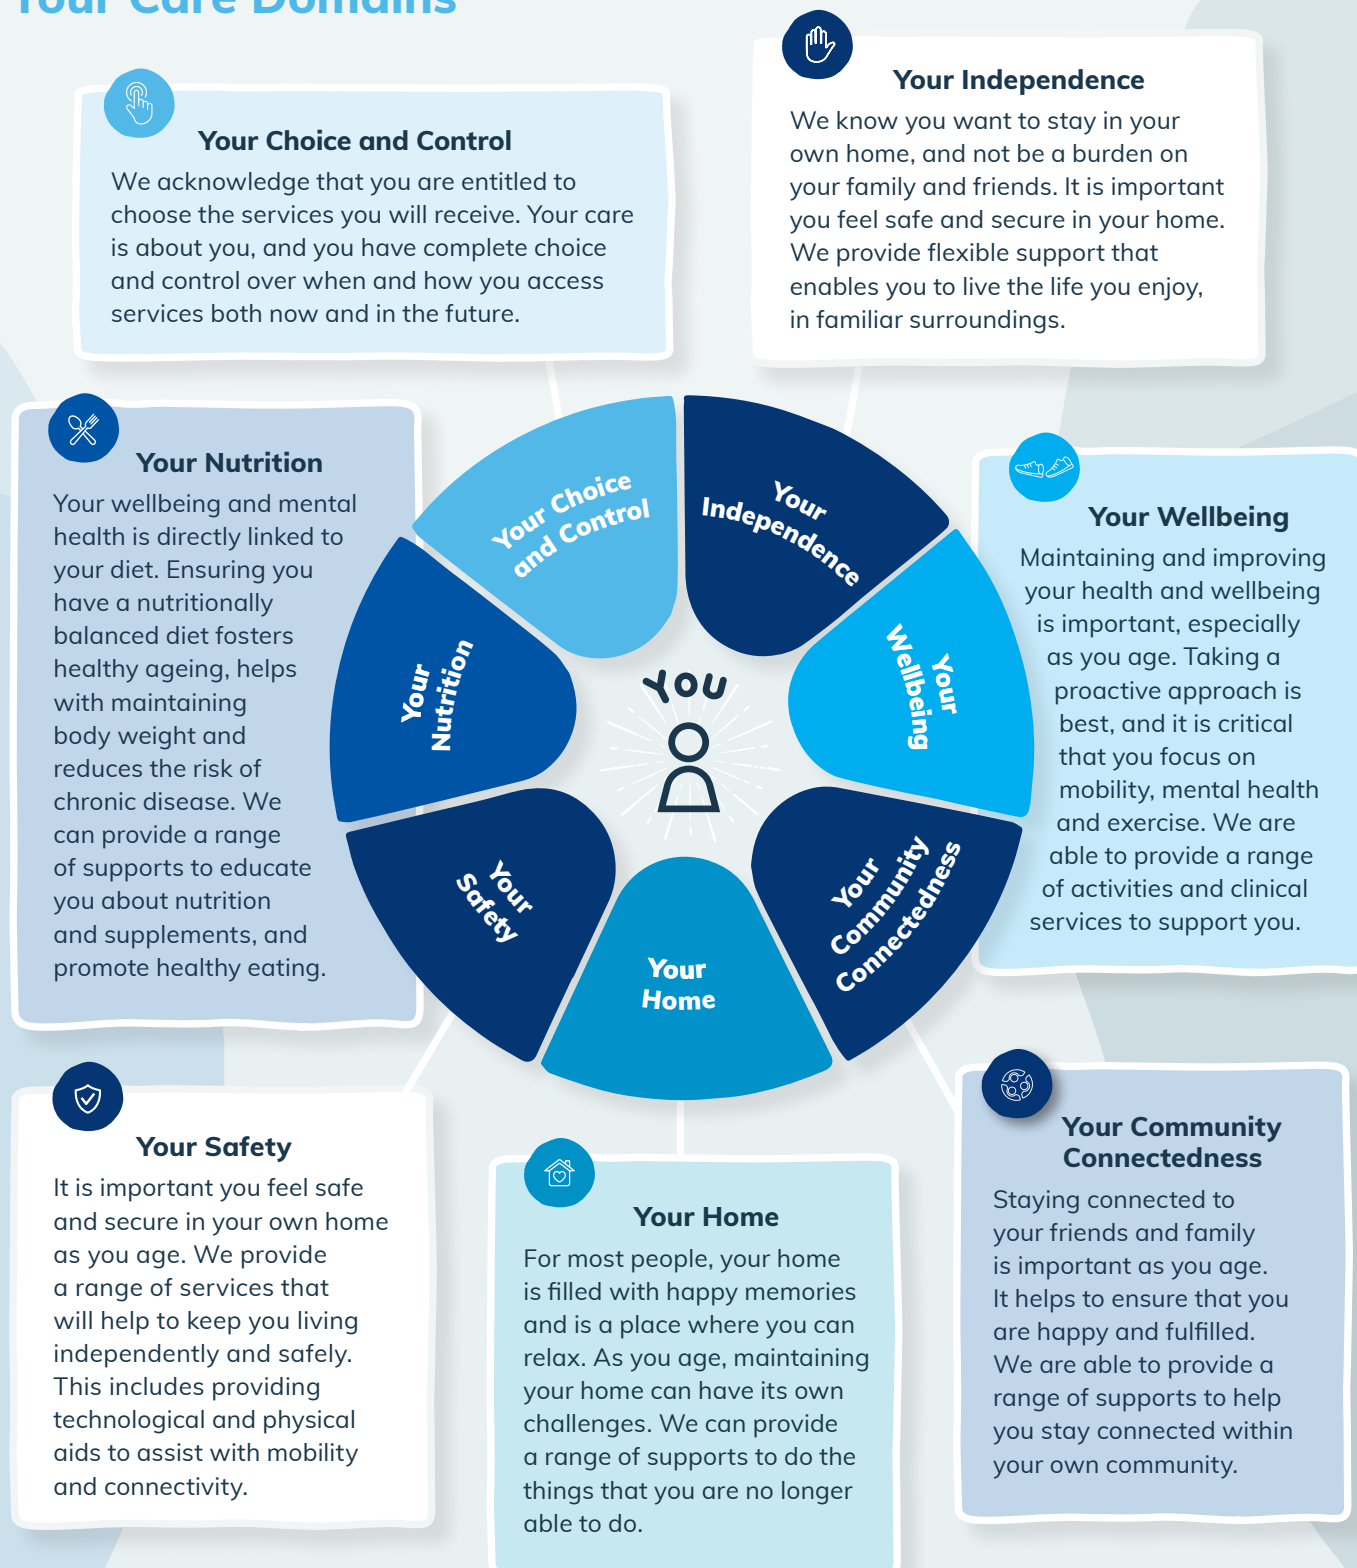 Your Care Domains
Your Choice and Control
We acknowledge that you are entitled to
choose the services you will receive. Your care
is about you, and you have complete choice
and control over when and how you access
services both now and in the future.
Your Independence
We know you want to stay in your
own home, and not be a burden on
your family and friends. It is important
you feel safe and secure in your home.
We provide flexible support that
enables you to live the life you enjoy,
in familiar surroundings.
Your Nutrition
Your wellbeing and mental
health is directly linked to
your diet. Ensuring you
have a nutritionally
balanced diet fosters
healthy ageing, helps
with maintaining
body weight and
reduces the risk of
chronic disease. We
can provide a range
of supports to educate
you about nutrition
and supplements, and
promote healthy eating.
Your Choice
and Control
Your
Independence
Your
Wellbeing
Your
Community
Connectedness
Your
Home
Your
Safety
Your
Nutrition
YOU
Your Wellbeing
Maintaining and improving
your health and wellbeing
is important, especially
as you age. Taking a
proactive approach is
best, and it is critical
that you focus on
mobility, mental health
and exercise. We are
able to provide a range
of activities and clinical
services to support you.
Your Safety
It is important you feel safe
and secure in your own home
as you age. We provide
a range of services that
will help to keep you living
independently and safely.
This includes providing
technological and physical
aids to assist with mobility
and connectivity.
Your Home
For most people, your home
is filled with happy memories
and is a place where you can
relax. As you age, maintaining
your home can have its own
challenges. We can provide
a range of supports to do the
things that you are no longer
able to do.
Your Community
Connectedness
Staying connected to
your friends and family
is important as you age.
It helps to ensure that you
are happy and fulfilled.
We are able to provide a
range of supports to help
you stay connected within
your own community.